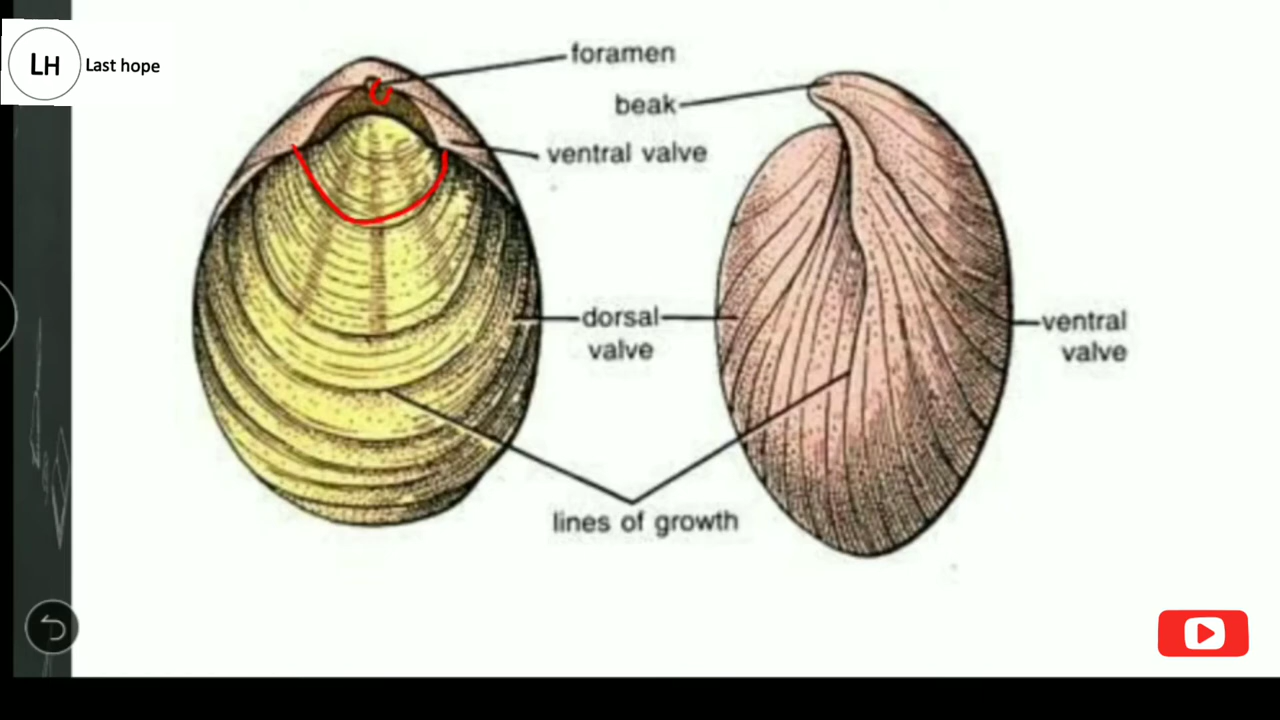 LH Last hope
foramen
beak
ventral valve
dorsal
valve
ventral
valve
lines of growth